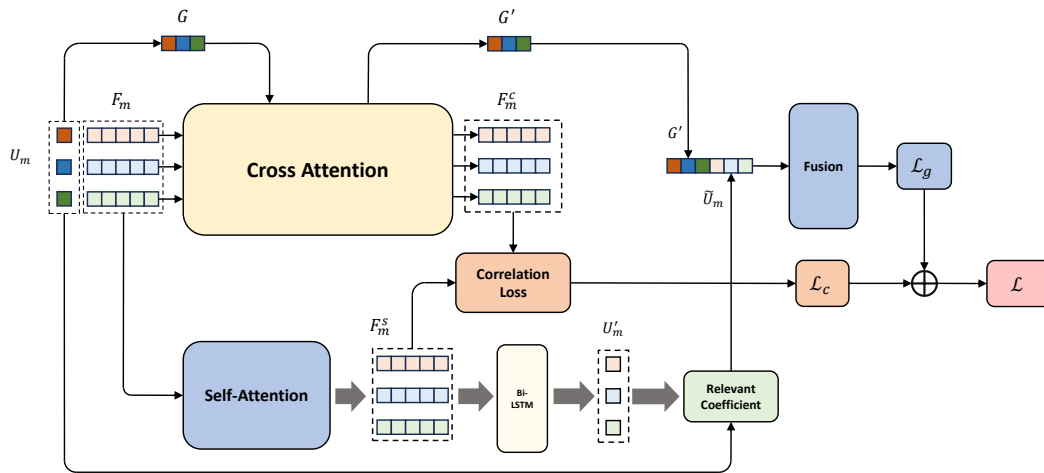 G
G′
F_m
F_m^c
U_m
Cross Attention
G′
Fusion
ℒ_g
Ũ_m
Correlation
Loss
ℒ_c
ℒ
F_m^s
U′_m
Self-Attention
Bi-
LSTM
Relevant
Coefficient